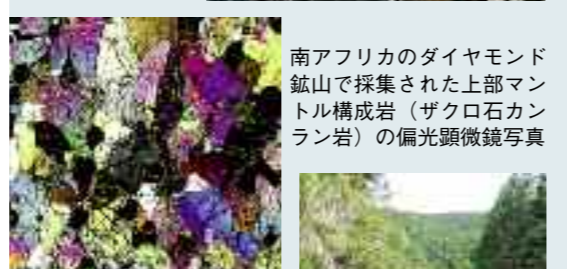 南アフリカのダイヤモンド
鉱山で採集された上部マン
トル構成岩（ザクロ石カン
ラン岩）の偏光顕微鏡写真